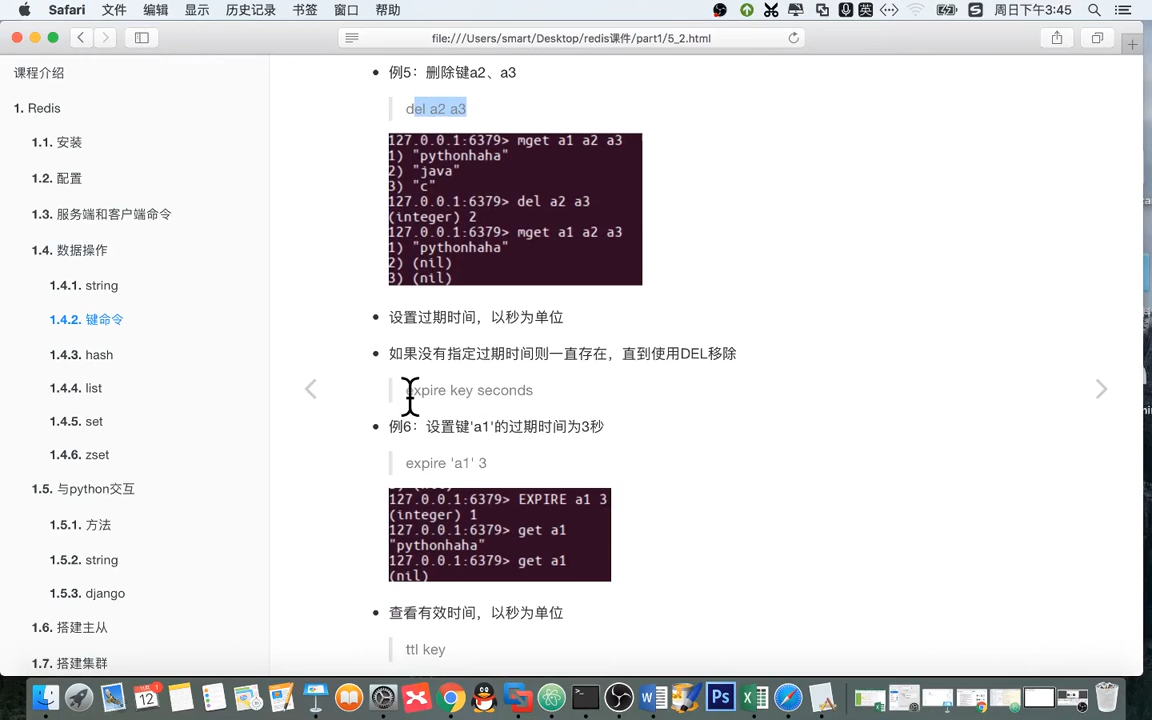 Safari 文件 编辑 显示 历史记录 书签 窗口 帮助
英
周日下午3:45
file:///Users/smart/Desktop/redis课件/part1/5_2.html
课程介绍
1. Redis
1.1. 安装
1.2. 配置
1.3. 服务端和客户端命令
1.4. 数据操作
1.4.1. string
1.4.2. 键命令
1.4.3. hash
1.4.4. list
1.4.5. set
1.4.6. zset
1.5. 与python交互
1.5.1. 方法
1.5.2. string
1.5.3. django
1.6. 搭建主从
1.7. 搭建集群
例5：删除键a2、a3
del a2 a3
127.0.0.1:6379> mget a1 a2 a3
1) "pythonhaha"
2) "java"
3) "c"
127.0.0.1:6379> del a2 a3
(integer) 2
127.0.0.1:6379> mget a1 a2 a3
1) "pythonhaha"
2) (nil)
3) (nil)
设置过期时间，以秒为单位
如果没有指定过期时间则一直存在，直到使用DEL移除
expire key seconds
例6：设置键'a1'的过期时间为3秒
expire 'a1' 3
127.0.0.1:6379> EXPIRE a1 3
(integer) 1
127.0.0.1:6379> get a1
"pythonhaha"
127.0.0.1:6379> get a1
(nil)
查看有效时间，以秒为单位
ttl key
12
Ps